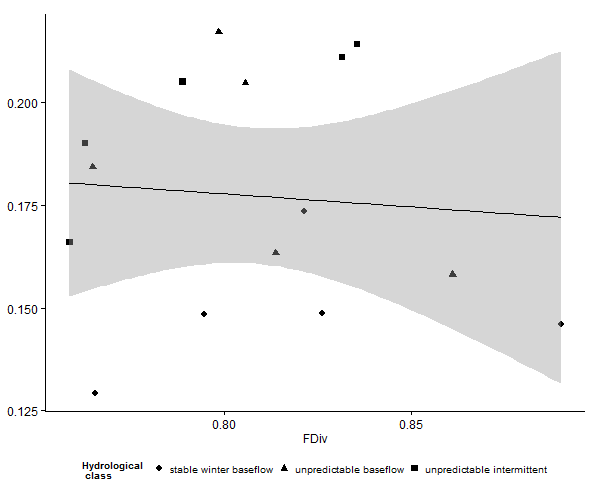 0.200
0.175
0.150
0.125
0.80 0.85
FDiv
Hydrological
class
stable winter baseflow unpredictable baseflow unpredictable intermittent